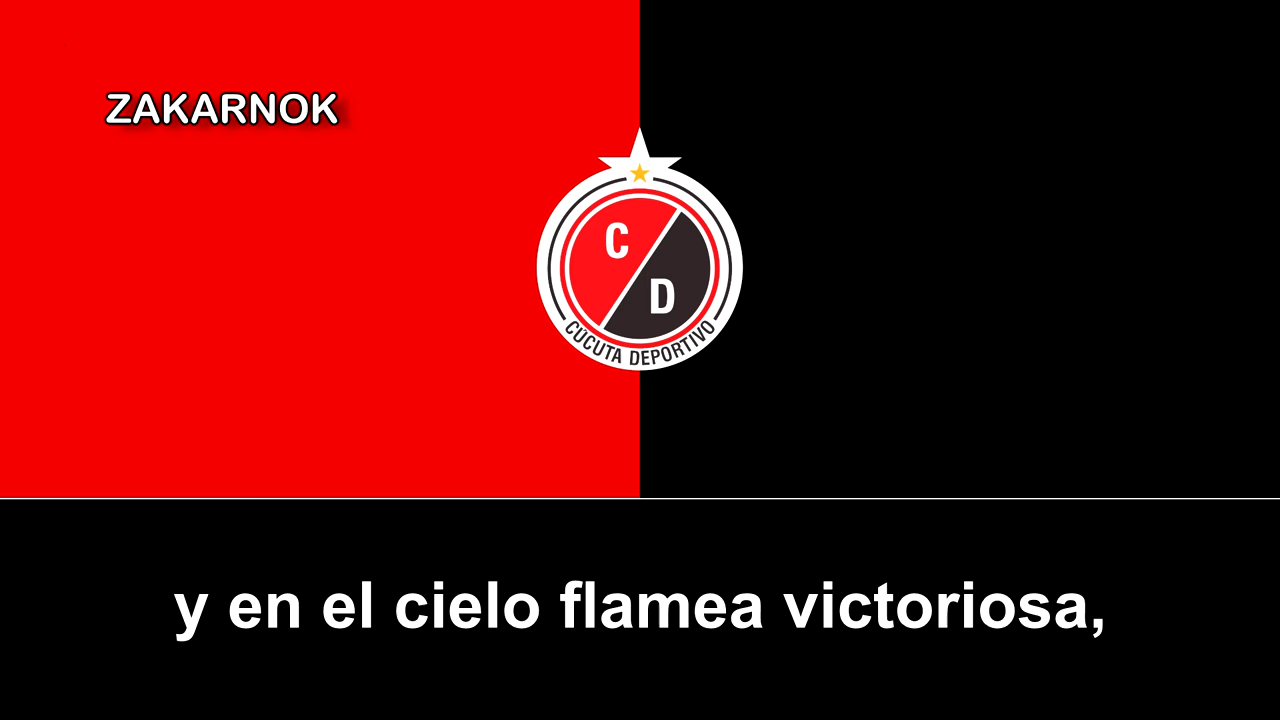 ZAKARNOK
C
D
CÚCUTA DEPORTIVO
y en el cielo flamea victoriosa,